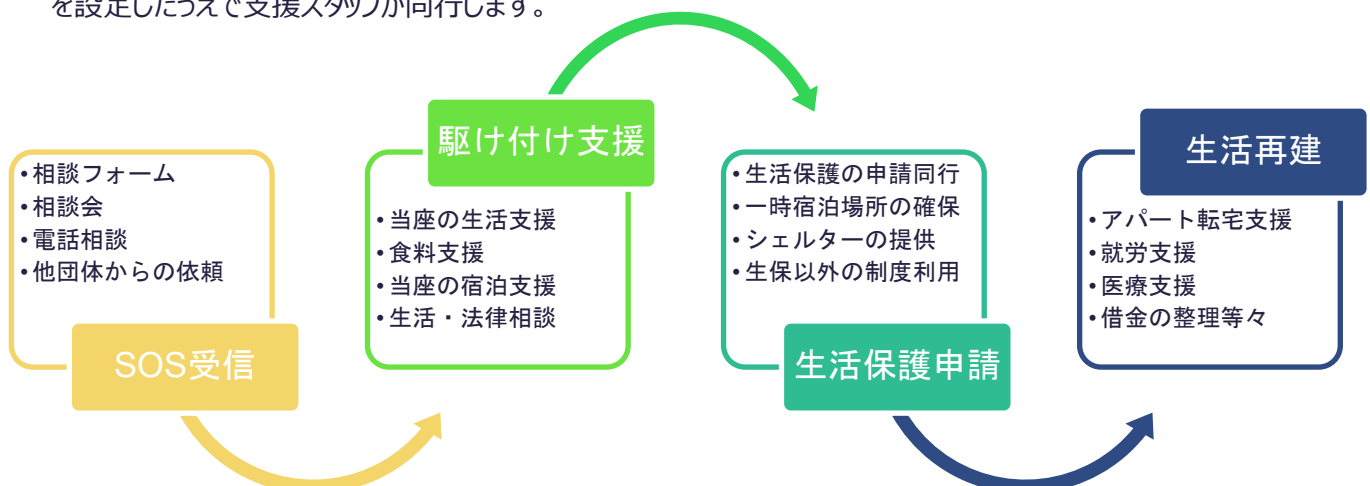 を設定したうえで支援スタッフが同行します。
・相談フォーム
・相談会
・電話相談
・他団体からの依頼
SOS受信
駆け付け支援
・当座の生活支援
・食料支援
・当座の宿泊支援
・生活・法律相談
・生活保護の申請同行
・一時宿泊場所の確保
・シェルターの提供
・生保以外の制度利用
生活保護申請
生活再建
・アパート転宅支援
・就労支援
・医療支援
・借金の整理等々